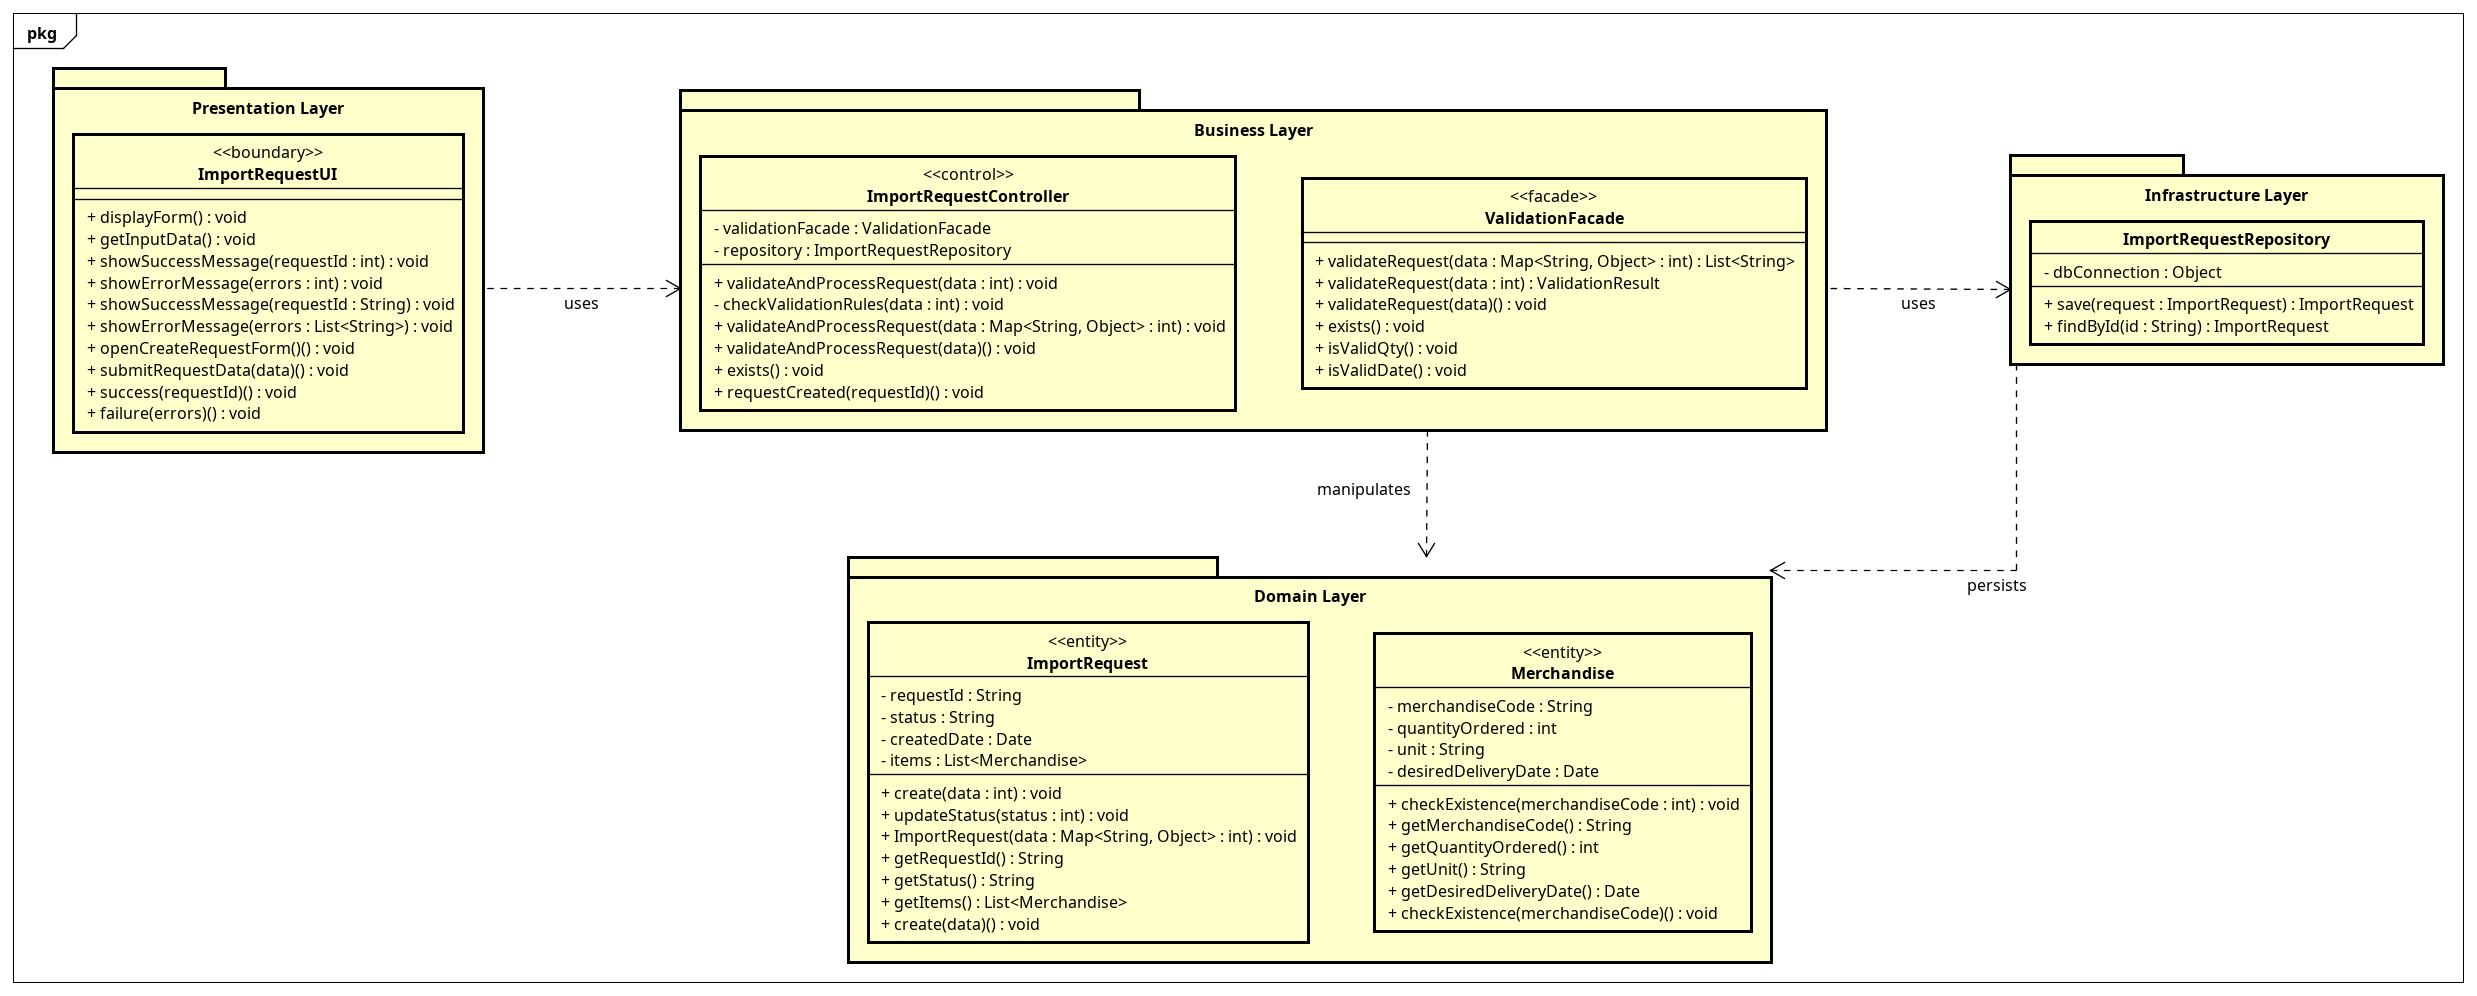 pkg
Presentation Layer
<<boundary>>
ImportRequestUI
+ displayForm() : void
+ getInputData() : void
+ showSuccessMessage(requestId : int) : void
+ showErrorMessage(errors : int) : void
+ showSuccessMessage(requestId : String) : void
+ showErrorMessage(errors : List<String>) : void
+ openCreateRequestForm()() : void
+ submitRequestData(data)() : void
+ success(requestId)() : void
+ failure(errors)() : void
uses
Business Layer
<<control>>
ImportRequestController
- validationFacade : ValidationFacade
- repository : ImportRequestRepository
+ validateAndProcessRequest(data : int) : void
- checkValidationRules(data : int) : void
+ validateAndProcessRequest(data : Map<String, Object> : int) : void
+ validateAndProcessRequest(data)() : void
+ exists() : void
+ requestCreated(requestId)() : void
<<facade>>
ValidationFacade
+ validateRequest(data : Map<String, Object> : int) : List<String>
+ validateRequest(data : int) : ValidationResult
+ validateRequest(data)() : void
+ exists() : void
+ isValidQty() : void
+ isValidDate() : void
uses
Infrastructure Layer
ImportRequestRepository
- dbConnection : Object
+ save(request : ImportRequest) : ImportRequest
+ findById(id : String) : ImportRequest
manipulates
persists
Domain Layer
<<entity>>
ImportRequest
- requestId : String
- status : String
- createdDate : Date
- items : List<Merchandise>
+ create(data : int) : void
+ updateStatus(status : int) : void
+ ImportRequest(data : Map<String, Object> : int) : void
+ getRequestId() : String
+ getStatus() : String
+ getItems() : List<Merchandise>
+ create(data)() : void
<<entity>>
Merchandise
- merchandiseCode : String
- quantityOrdered : int
- unit : String
- desiredDeliveryDate : Date
+ checkExistence(merchandiseCode : int) : void
+ getMerchandiseCode() : String
+ getQuantityOrdered() : int
+ getUnit() : String
+ getDesiredDeliveryDate() : Date
+ checkExistence(merchandiseCode)() : void